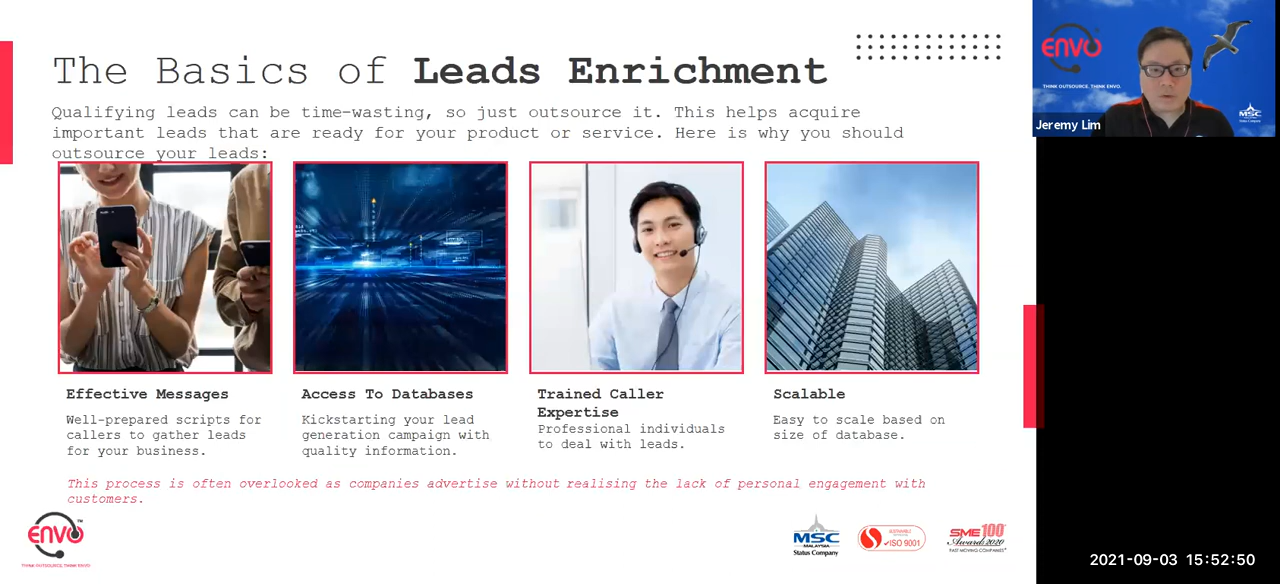 The Basics of Leads Enrichment
Qualifying leads can be time-wasting, so just outsource it. This helps acquire
important leads that are ready for your product or service. Here is why you should
outsource your leads:
Effective Messages
Well-prepared scripts for
callers to gather leads
for your business.
Access To Databases
Kickstarting your lead
generation campaign with
quality information.
Trained Caller
Expertise
Professional individuals
to deal with leads.
Scalable
Easy to scale based on
size of database.
This process is often overlooked as companies advertise without realising the lack of personal engagement with
customers.
ENVO
TM
THINK OUTSOURCE. THINK ENVO.
MSC
MALAYSIA
Status Company
ISO 9001
SME 100
Awards 2020
FAST MOVING COMPANIES
ENVO
THINK OUTSOURCE. THINK ENVO.
MSC
Jeremy Lim
2021-09-03 15:52:50